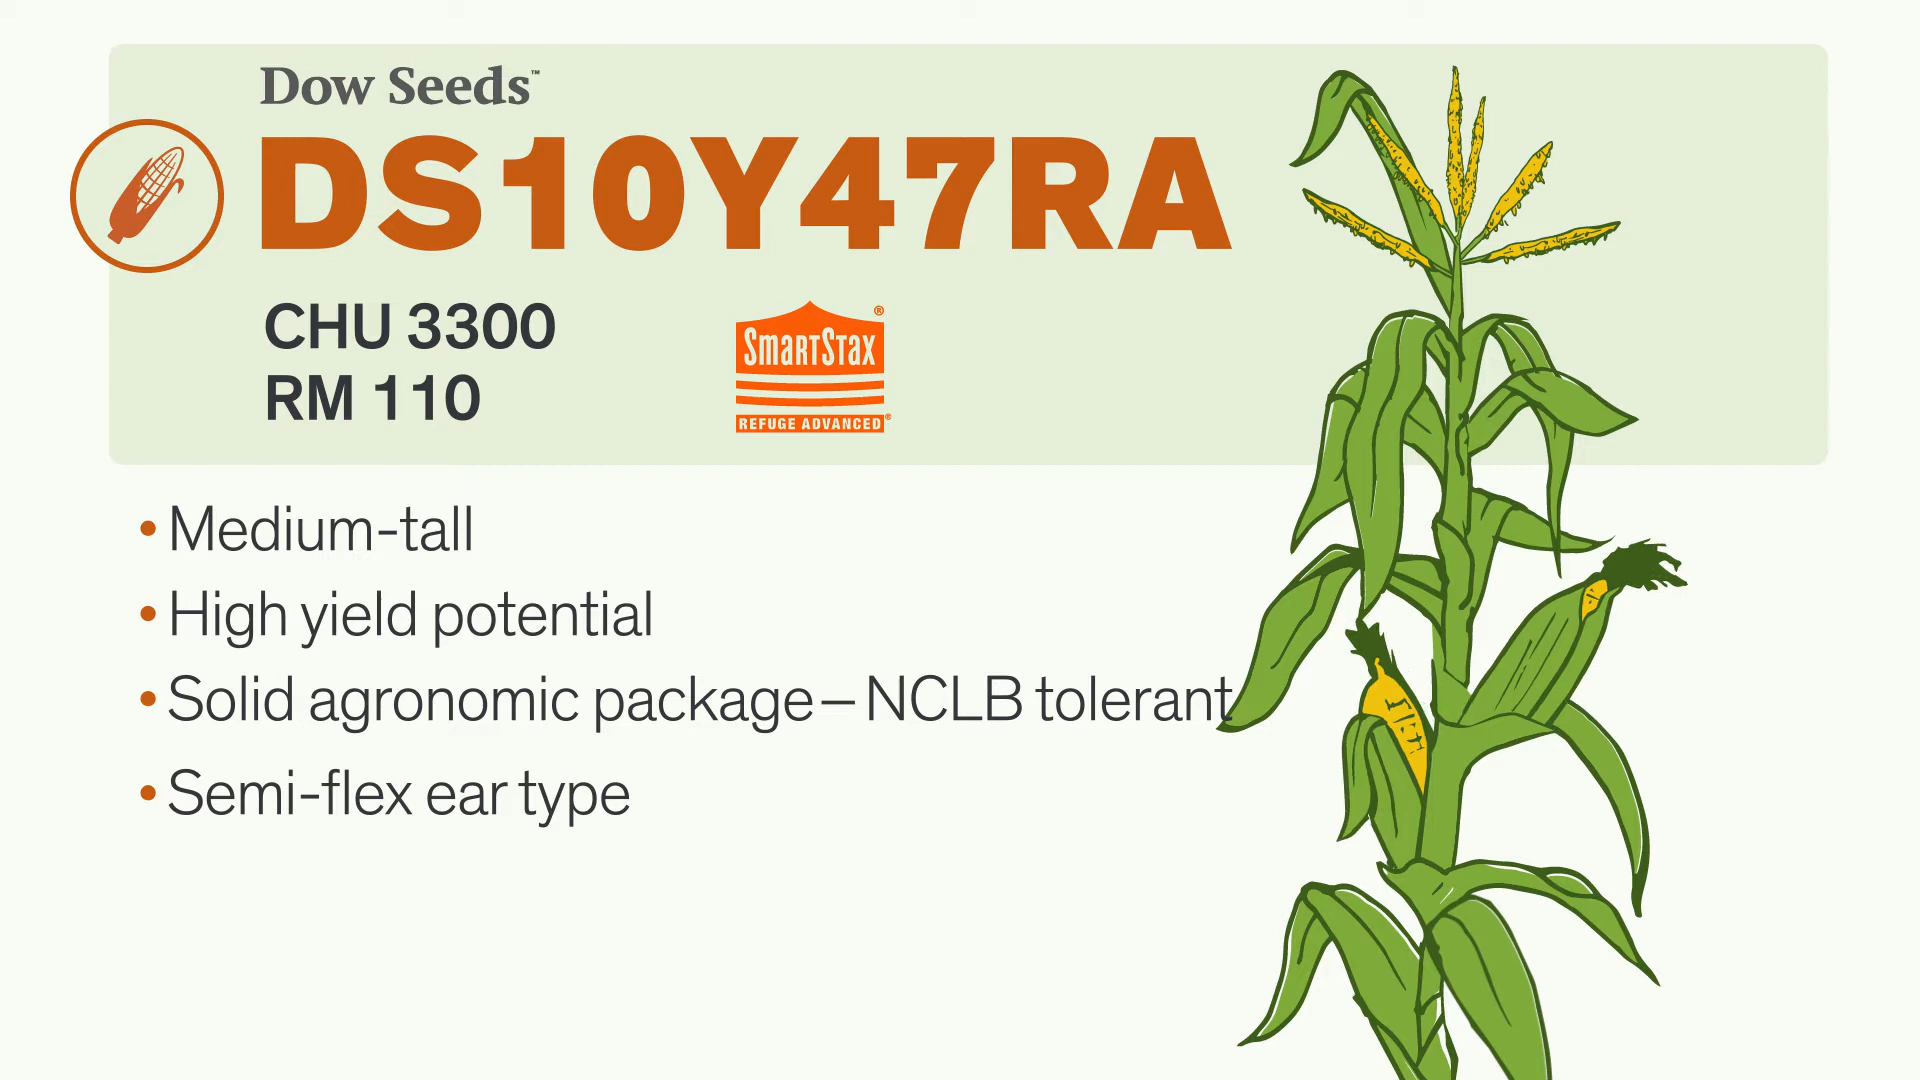 Dow Seeds™
DS10Y47RA
CHU 3300
RM 110
SmartStax®
REFUGE ADVANCED®
• Medium-tall
• High yield potential
• Solid agronomic package – NCLB tolerant
• Semi-flex ear type